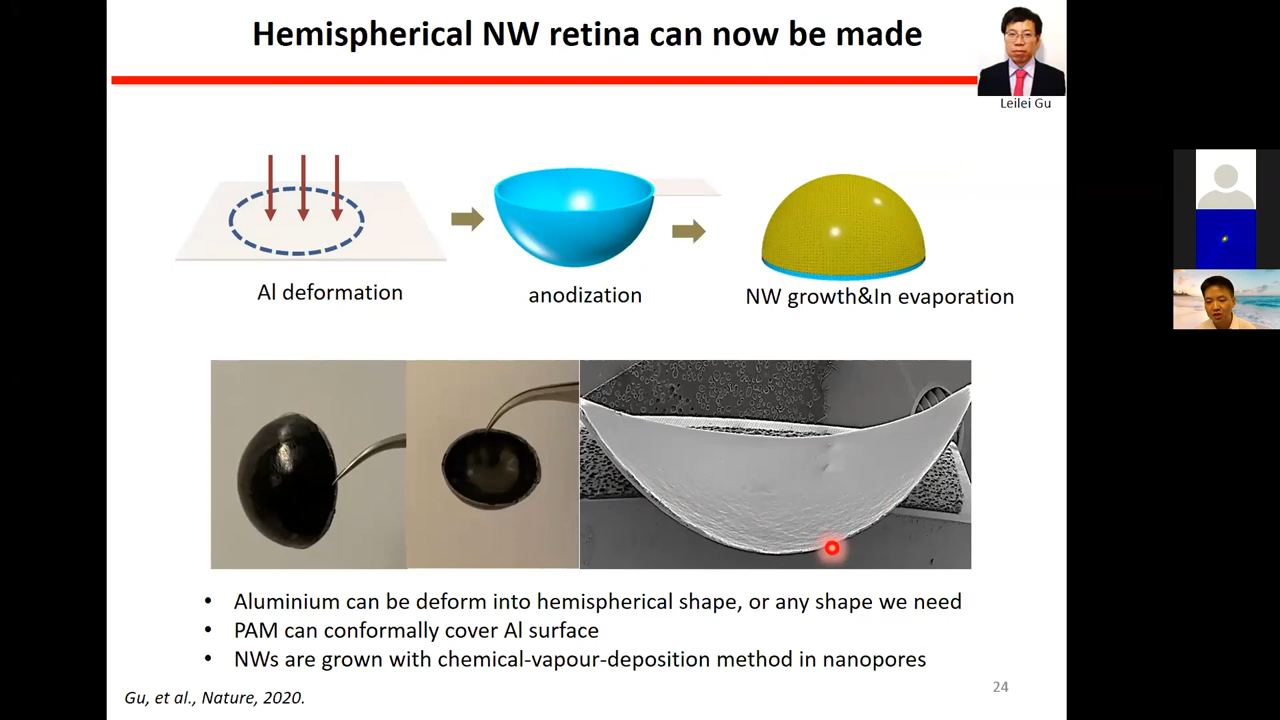 Hemispherical NW retina can now be made
Leilei Gu
Al deformation
anodization
NW growth&In evaporation
• Aluminium can be deform into hemispherical shape, or any shape we need
• PAM can conformally cover Al surface
• NWs are grown with chemical-vapour-deposition method in nanopores
Gu, et al., Nature, 2020.
24